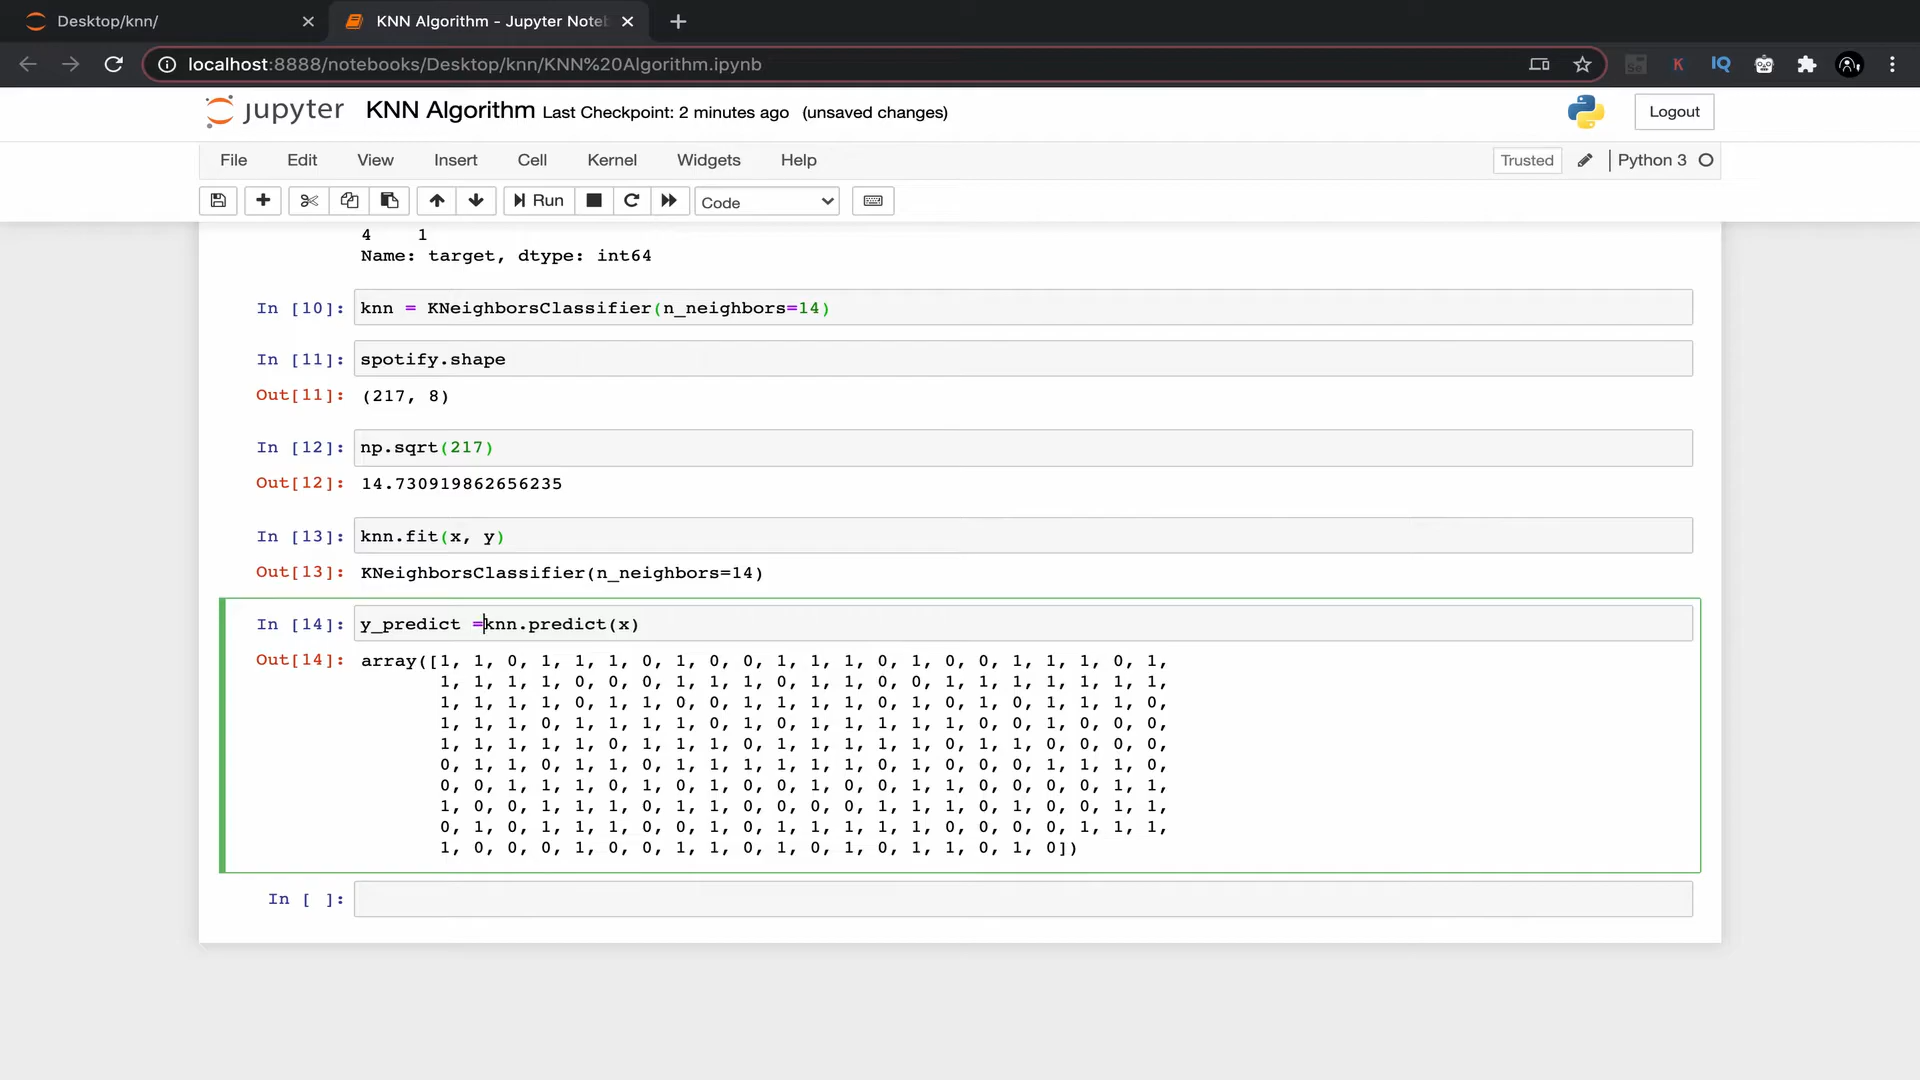 Desktop/knn/
KNN Algorithm - Jupyter Note
localhost:8888/notebooks/Desktop/knn/KNN%20Algorithm.ipynb
K
IQ
jupyter KNN Algorithm Last Checkpoint: 2 minutes ago (unsaved changes)
Logout
File Edit View Insert Cell Kernel Widgets Help
Trusted
Python 3
Run
Code
4 1
Name: target, dtype: int64
In [10]: knn = KNeighborsClassifier(n_neighbors=14)
In [11]: spotify.shape
Out[11]: (217, 8)
In [12]: np.sqrt(217)
Out[12]: 14.730919862656235
In [13]: knn.fit(x, y)
Out[13]: KNeighborsClassifier(n_neighbors=14)
In [14]: y_predict =knn.predict(x)
Out[14]: array([1, 1, 0, 1, 1, 1, 0, 1, 0, 0, 1, 1, 1, 0, 1, 0, 0, 1, 1, 1, 0, 1,
1, 1, 1, 1, 0, 0, 0, 1, 1, 1, 0, 1, 1, 0, 0, 1, 1, 1, 1, 1, 1, 1,
1, 1, 1, 1, 0, 1, 1, 0, 0, 1, 1, 1, 1, 0, 1, 0, 1, 0, 1, 1, 1, 0,
1, 1, 1, 0, 1, 1, 1, 1, 0, 1, 0, 1, 1, 1, 1, 1, 0, 0, 1, 0, 0, 0,
1, 1, 1, 1, 1, 0, 1, 1, 1, 0, 1, 1, 1, 1, 1, 0, 1, 1, 0, 0, 0, 0,
0, 1, 1, 0, 1, 1, 0, 1, 1, 1, 1, 1, 1, 0, 1, 0, 0, 0, 1, 1, 1, 0,
0, 0, 1, 1, 1, 0, 1, 0, 1, 0, 0, 1, 0, 0, 1, 1, 0, 0, 0, 0, 1, 1,
1, 0, 0, 1, 1, 1, 0, 1, 1, 0, 0, 0, 0, 1, 1, 1, 0, 1, 0, 0, 1, 1,
0, 1, 0, 1, 1, 1, 0, 0, 1, 0, 1, 1, 1, 1, 1, 0, 0, 0, 0, 1, 1, 1,
1, 0, 0, 0, 1, 0, 0, 1, 1, 0, 1, 0, 1, 0, 1, 1, 0, 1, 0])
In [ ]: